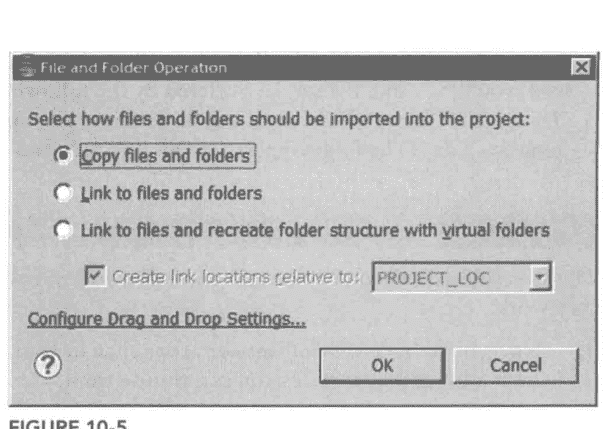 File and Folder Operation
Select how files and folders should be imported into the project:
Copy files and folders
Link to files and folders
Link to files and recreate folder structure with virtual folders
Create link locations relative to: PROJECT_LOC
Configure Drag and Drop Settings...
?
OK Cancel
FIGURE 10-5